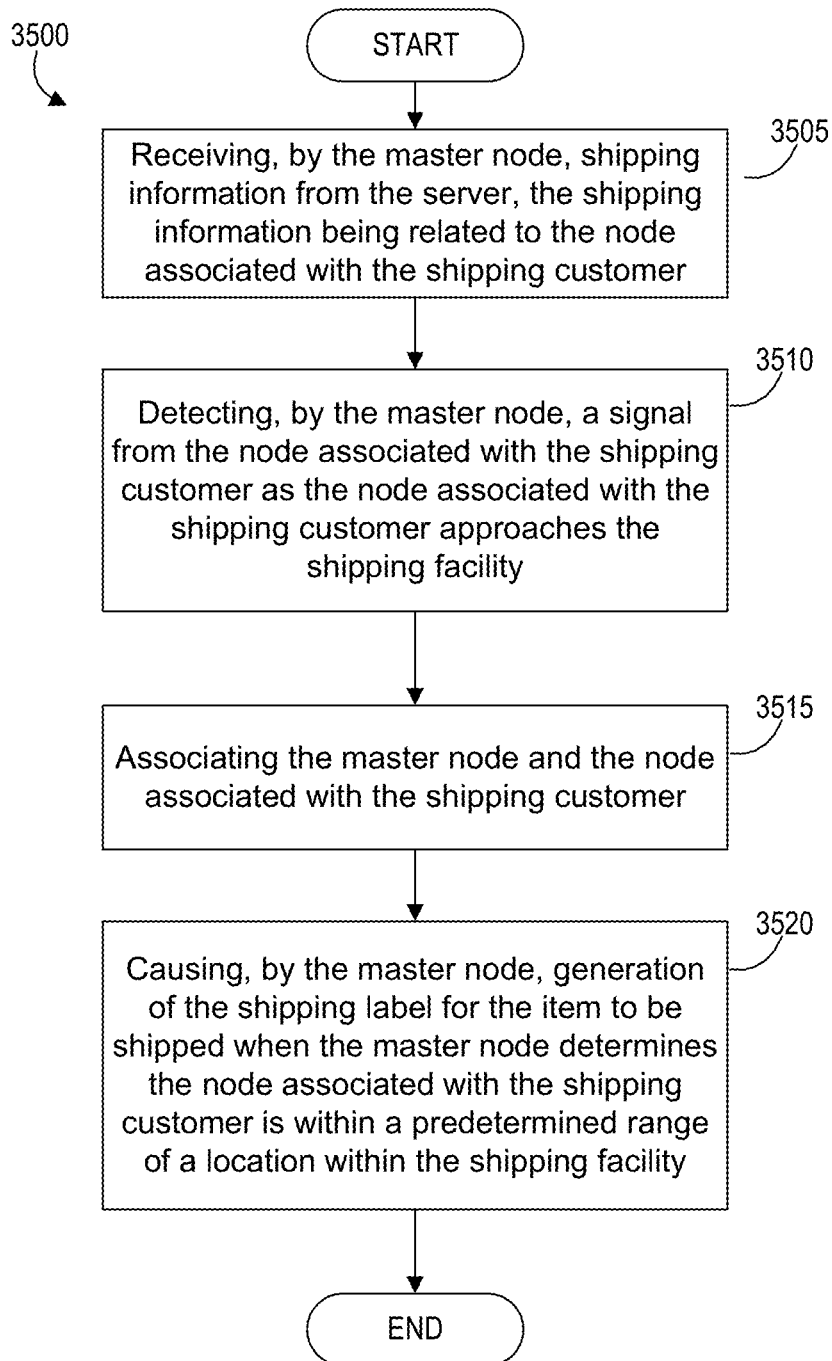 3500
START
3505
Receiving, by the master node, shipping
information from the server, the shipping
information being related to the node
associated with the shipping customer
3510
Detecting, by the master node, a signal
from the node associated with the shipping
customer as the node associated with the
shipping customer approaches the
shipping facility
3515
Associating the master node and the node
associated with the shipping customer
3520
Causing, by the master node, generation
of the shipping label for the item to be
shipped when the master node determines
the node associated with the shipping
customer is within a predetermined range
of a location within the shipping facility
END